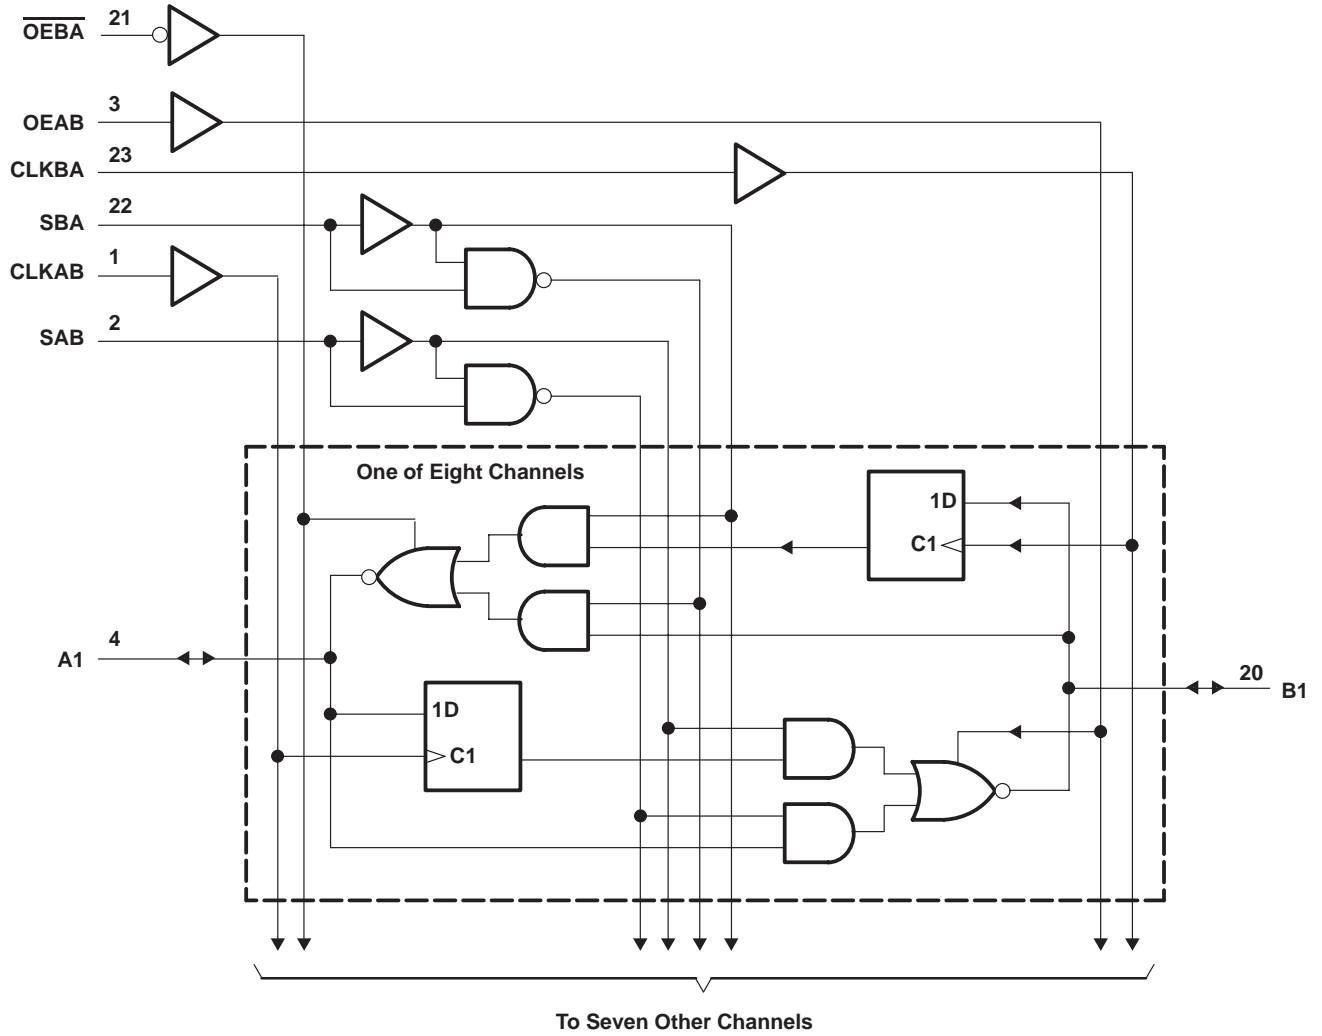 OEBA 21
OEAB 3
CLKBA 23
SBA 22
CLKAB 1
SAB 2
One of Eight Channels
1D
C1
A1 4
1D
C1
20 B1
To Seven Other Channels